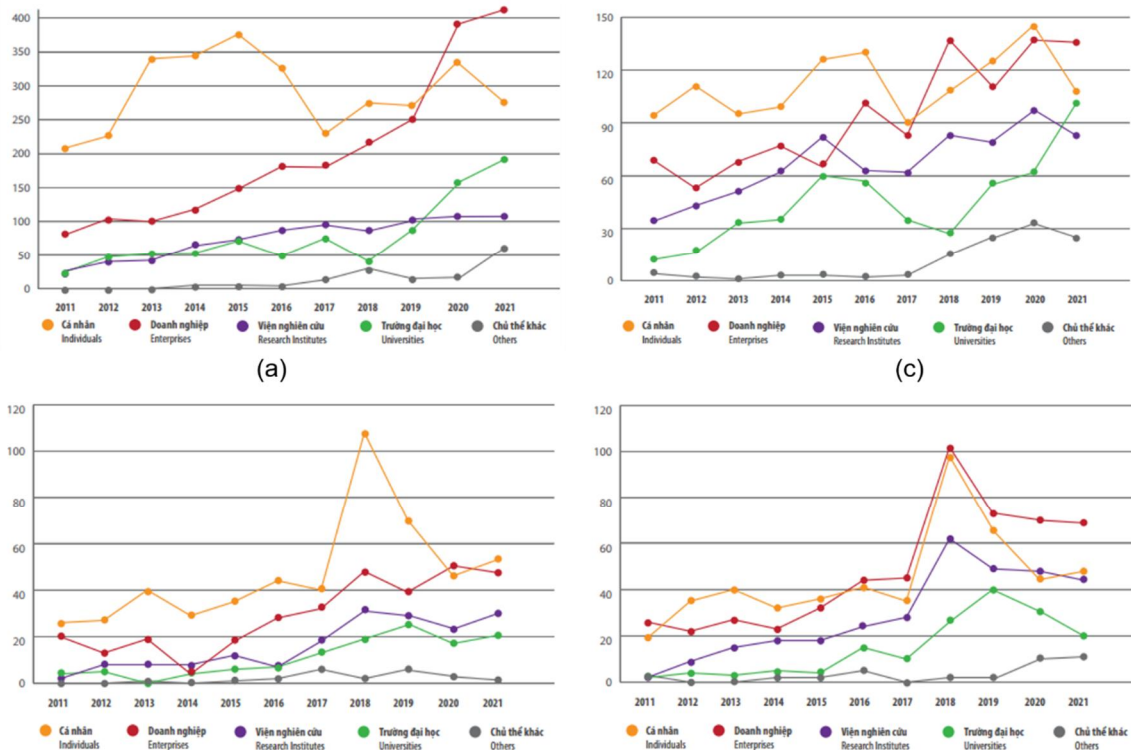 400
350
300
250
200
150
100
50
0
2011 2012 2013 2014 2015 2016 2017 2018 2019 2020 2021
Cá nhân Doanh nghiệp Viện nghiên cứu Trường đại học Chủ thể khác
Individuals Enterprises Research Institutes Universities Others
(a)
150
120
90
60
30
0
2011 2012 2013 2014 2015 2016 2017 2018 2019 2020 2021
Cá nhân Doanh nghiệp Viện nghiên cứu Trường đại học Chủ thể khác
Individuals Enterprises Research Institutes Universities Others
(c)
120
100
80
60
40
20
0
2011 2012 2013 2014 2015 2016 2017 2018 2019 2020 2021
Cá nhân Doanh nghiệp Viện nghiên cứu Trường đại học Chủ thể khác
Individuals Enterprises Research Institutes Universities Others
120
100
80
60
40
20
0
2011 2012 2013 2014 2015 2016 2017 2018 2019 2020 2021
Cá nhân Doanh nghiệp Viện nghiên cứu Trường đại học Chủ thể khác
Individuals Enterprises Research Institutes Universities Others